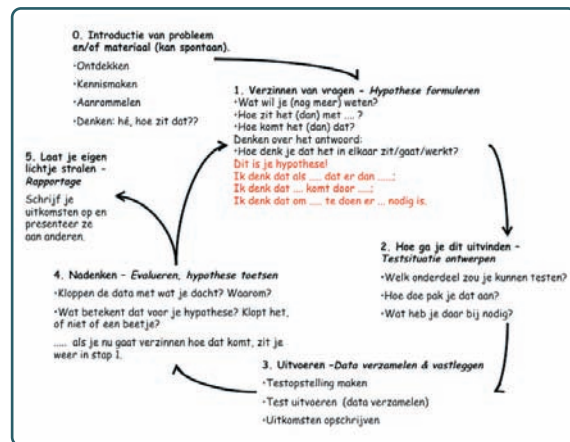 0. Introductie van probleem
en/of materiaal (kan spontaan).
•Ontdekken
•Kennismaken
•Aanrommelen
•Denken: hé, hoe zit dat??
1. Verzinnen van vragen - Hypothese formuleren
•Wat wil je (nog meer) weten?
•Hoe zit het (dan) met .... ?
•Hoe komt het (dan) dat?
Denken over het antwoord:
•Hoe denk je dat het in elkaar zit/gaat/werkt?
Dit is je hypothese!
Ik denk dat als ..... dat er dan .....;
Ik denk dat .... komt door ....;
Ik denk dat om ..... te doen er ... nodig is.
2. Hoe ga je dit uitvinden -
Testsituatie ontwerpen
•Welk onderdeel zou je kunnen testen?
•Hoe doe pak je dat aan?
•Wat heb je daar bij nodig?
3. Uitvoeren -Data verzamelen & vastleggen
•Testopstelling maken
•Test uitvoeren (data verzamelen)
•Uitkomsten opschrijven
4. Nadenken - Evalueren, hypothese toetsen
•Kloppen de data met wat je dacht? Waarom?
•Wat betekent dat voor je hypothese? Klopt het,
of niet of een beetje?
..... als je nu gaat verzinnen hoe dat komt, zit je
weer in stap 1.
5. Laat je eigen
lichtje stralen -
Rapportage
Schrijf je
uitkomsten op en
presenteer ze
aan anderen.